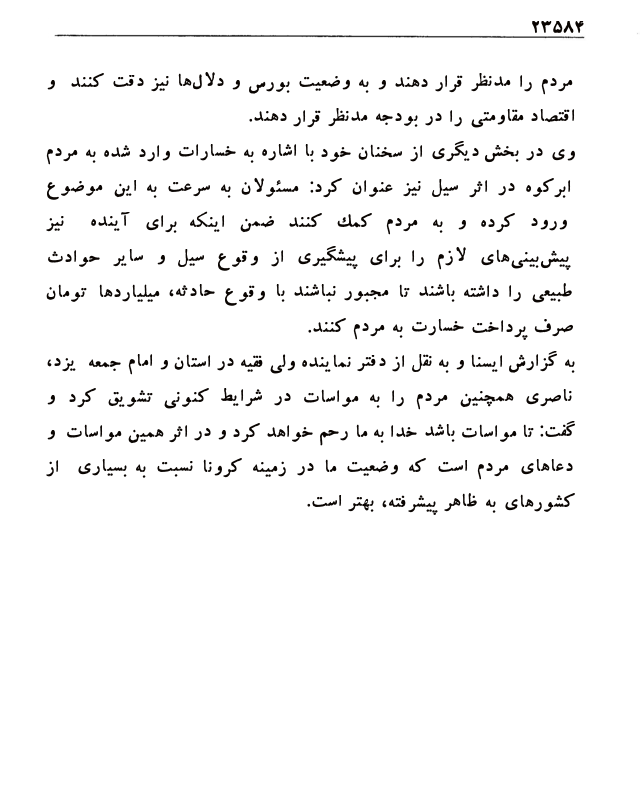 ۲۳۵۸۴
مردم را مدنظر قرار دهند و به وضعیت بورس و دلال‌ها نیز دقت کنند و
اقتصاد مقاومتی را در بودجه مدنظر قرار دهند.
وی در بخش دیگری از سخنان خود با اشاره به خسارات وارد شده به مردم
ابرکوه در اثر سیل نیز عنوان کرد: مسئولان به سرعت به این موضوع
ورود کرده و به مردم کمك کنند ضمن اینکه برای آینده نیز
پیش‌بینی‌های لازم را برای پیشگیری از وقوع سیل و سایر حوادث
طبیعی را داشته باشند تا مجبور نباشند با وقوع حادثه، میلیاردها تومان
صرف پرداخت خسارت به مردم کنند.
به گزارش ایسنا و به نقل از دفتر نماینده ولی فقیه در استان و امام جمعه یزد،
ناصری همچنین مردم را به مواسات در شرایط کنونی تشویق کرد و
گفت: تا مواسات باشد خدا به ما رحم خواهد کرد و در اثر همین مواسات و
دعاهای مردم است که وضعیت ما در زمینه کرونا نسبت به بسیاری از
کشورهای به ظاهر پیشرفته، بهتر است.